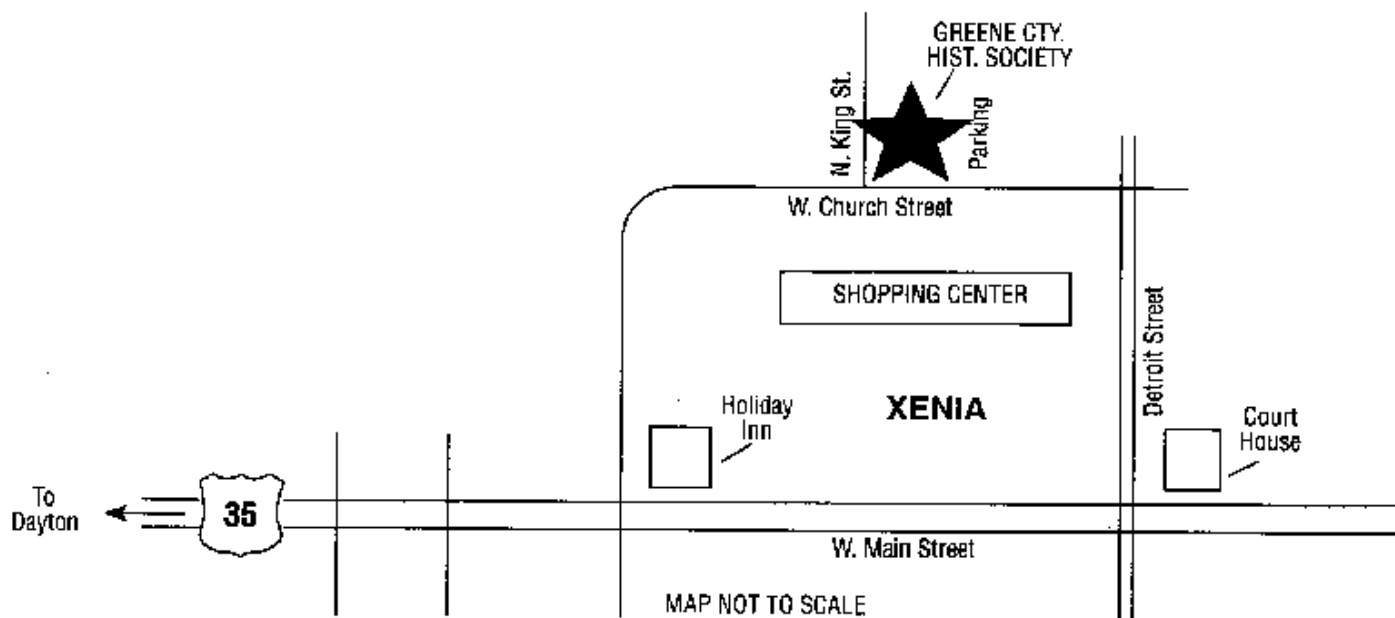 GREENE CTY.
HIST. SOCIETY
N. King St.
Parking
W. Church Street
SHOPPING CENTER
Detroit Street
XENIA
Holiday
Inn
Court
House
To
Dayton
35
W. Main Street
MAP NOT TO SCALE